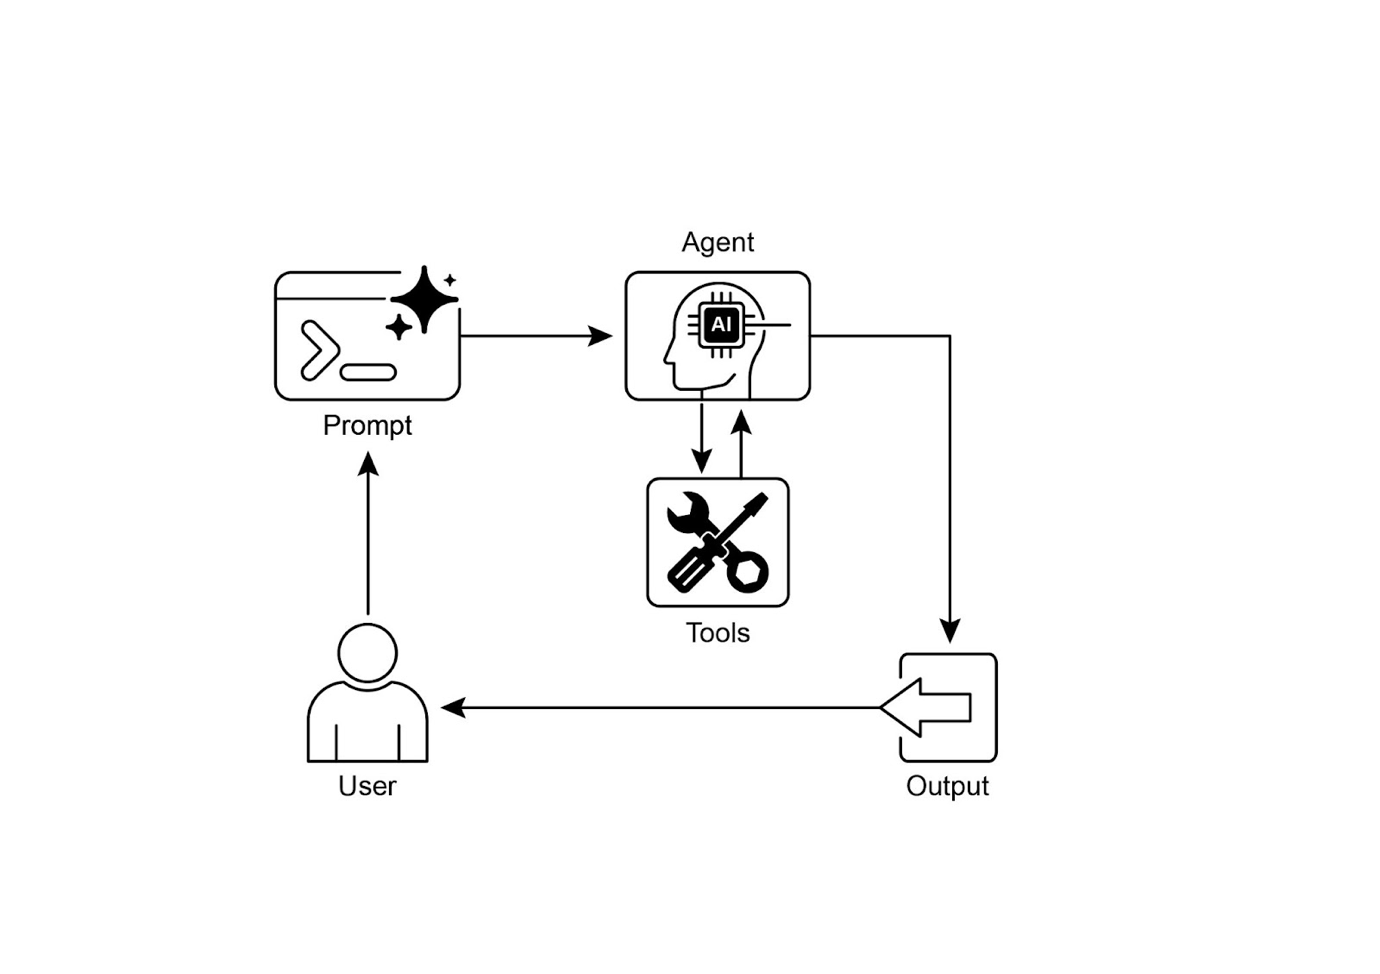 Agent
AI
Prompt
Tools
User
Output